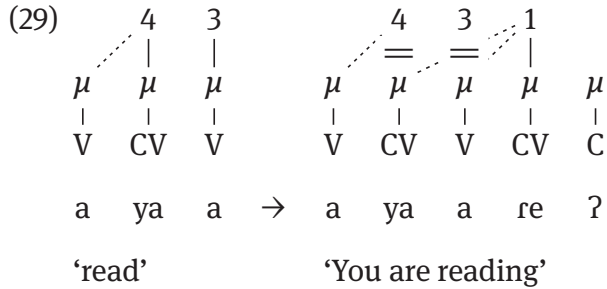 (29) 4 3 4 3 1
μ μ μ μ μ μ μ μ
V CV V V CV V CV C
a ya a → a ya a ɾe ʔ
‘read’ ‘You are reading’